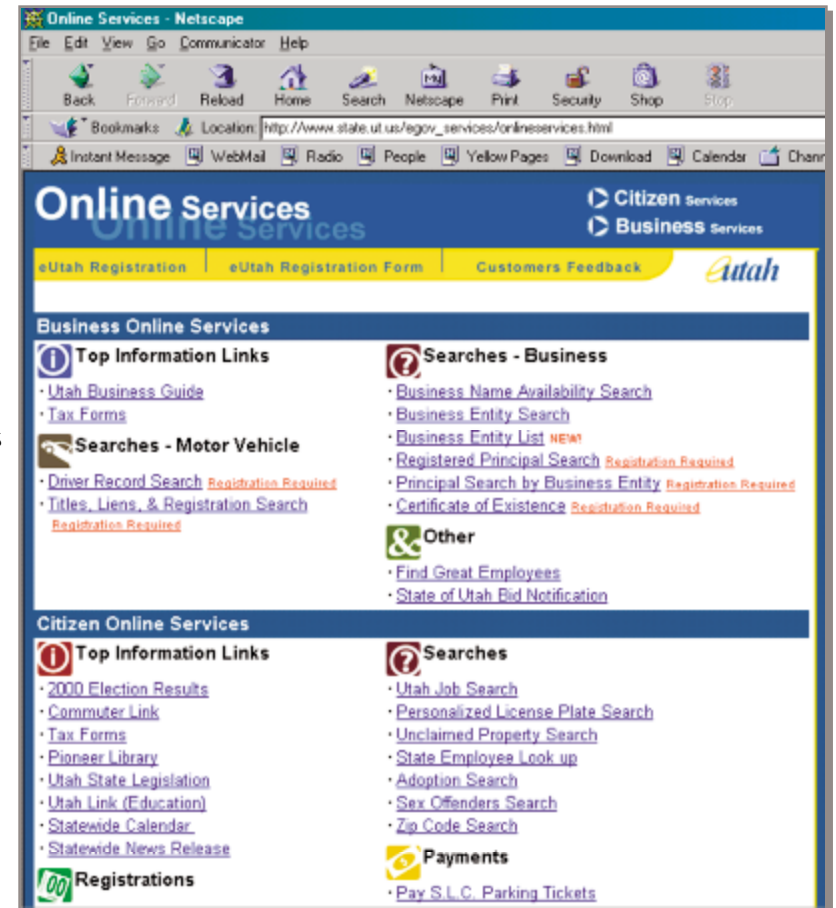 Online Services - Netscape
File Edit View Go Communicator Help
Back Forward Reload Home Search Netscape Print Security Shop Stop
Bookmarks Location: http://www.state.ut.us/egov_services/onlineservices.html
Instant Message WebMail Radio People Yellow Pages Download Calendar Chann
Online Services
Online Services
Citizen Services
Business Services
eUtah Registration eUtah Registration Form Customers Feedback eutah
Business Online Services
Top Information Links
· Utah Business Guide
· Tax Forms
Searches - Motor Vehicle
· Driver Record Search Registration Required
· Titles, Liens, & Registration Search
Registration Required
Searches - Business
· Business Name Availability Search
· Business Entity Search
· Business Entity List NEW!
· Registered Principal Search Registration Required
· Principal Search by Business Entity Registration Required
· Certificate of Existence Registration Required
& Other
· Find Great Employees
· State of Utah Bid Notification
Citizen Online Services
Top Information Links
· 2000 Election Results
· Commuter Link
· Tax Forms
· Pioneer Library
· Utah State Legislation
· Utah Link (Education)
· Statewide Calendar
· Statewide News Release
Registrations
Searches
· Utah Job Search
· Personalized License Plate Search
· Unclaimed Property Search
· State Employee Look up
· Adoption Search
· Sex Offenders Search
· Zip Code Search
Payments
· Pay S.L.C. Parking Tickets
s